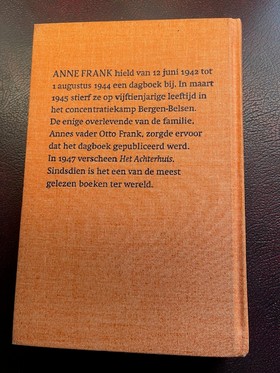 ANNE FRANK hield van 12 juni 1942 tot
1 augustus 1944 een dagboek bij. In maart
1945 stierf ze op vijftienjarige leeftijd in
het concentratiekamp Bergen-Belsen.
De enige overlevende van de familie,
Annes vader Otto Frank, zorgde ervoor
dat het dagboek gepubliceerd werd.
In 1947 verscheen Het Achterhuis.
Sindsdien is het een van de meest
gelezen boeken ter wereld.